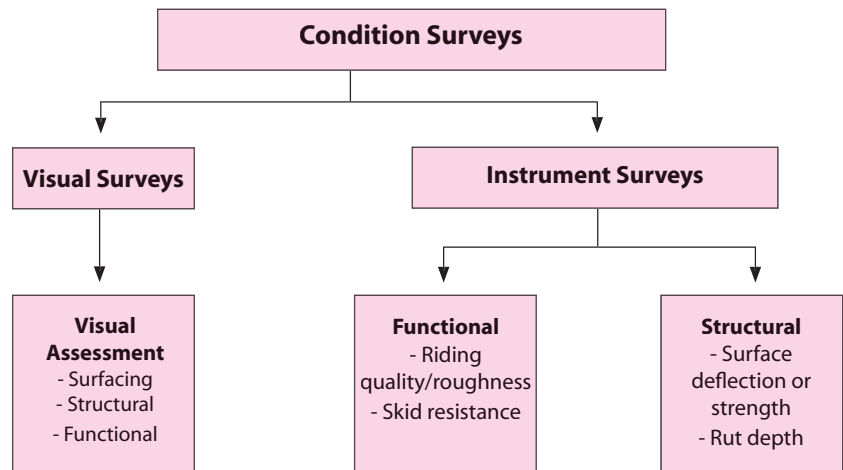 Condition Surveys
Visual Surveys
Instrument Surveys
Visual
Assessment
- Surfacing
- Structural
- Functional
Functional
- Riding
quality/roughness
- Skid resistance
Structural
- Surface
deflection or
strength
- Rut depth